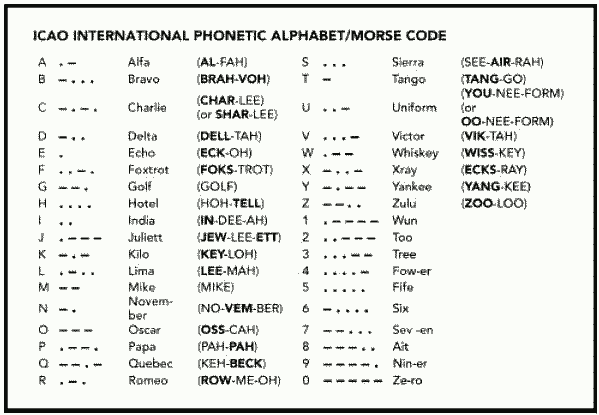 ICAO INTERNATIONAL PHONETIC ALPHABET/MORSE CODE
A .- Alfa (AL-FAH)
B -... Bravo (BRAH-VOH)
C -.-. Charlie (CHAR-LEE)
(or SHAR-LEE)
D -.. Delta (DELL-TAH)
E . Echo (ECK-OH)
F ..-. Foxtrot (FOKS-TROT)
G --. Golf (GOLF)
H .... Hotel (HOH-TELL)
I .. India (IN-DEE-AH)
J .--- Juliett (JEW-LEE-ETT)
K -.- Kilo (KEY-LOH)
L .-.. Lima (LEE-MAH)
M -- Mike (MIKE)
N -. Novem-
ber (NO-VEM-BER)
O --- Oscar (OSS-CAH)
P .--. Papa (PAH-PAH)
Q --.- Quebec (KEH-BECK)
R .-. Romeo (ROW-ME-OH)
S ... Sierra (SEE-AIR-RAH)
T - Tango (TANG-GO)
U ..- Uniform (YOU-NEE-FORM)
(or
OO-NEE-FORM)
V ...- Victor (VIK-TAH)
W .-- Whiskey (WISS-KEY)
X -..- Xray (ECKS-RAY)
Y -.-- Yankee (YANG-KEE)
Z --.. Zulu (ZOO-LOO)
1 .---- Wun
2 ..--- Too
3 ...-- Tree
4 ....- Fow-er
5 ..... Fife
6 -.... Six
7 --... Sev -en
8 ---.. Ait
9 ----. Nin-er
0 ----- Ze-ro